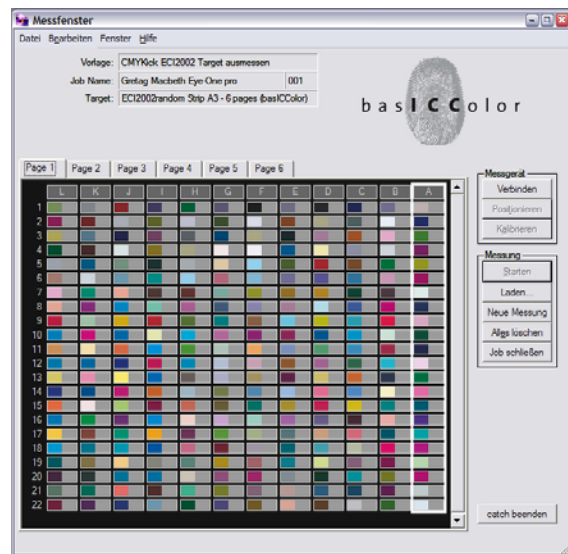 Messfenster
Datei Bearbeiten Fenster Hilfe
Vorlage: CMYKick ECI2002 Target ausmessen
Job Name: Gretag Macbeth Eye One pro 001
Target: ECI2002random Strip A3 - 6 pages (basICColor)
basICColor
Page 1 Page 2 Page 3 Page 4 Page 5 Page 6
L K J I H G F E D C B A
1
2
3
4
5
6
7
8
9
10
11
12
13
14
15
16
17
18
19
20
21
22
Messgerät
Verbinden
Positionieren
Kalibrieren
Messung
Starten
Laden...
Neue Messung
Alles löschen
Job schließen
catch beenden